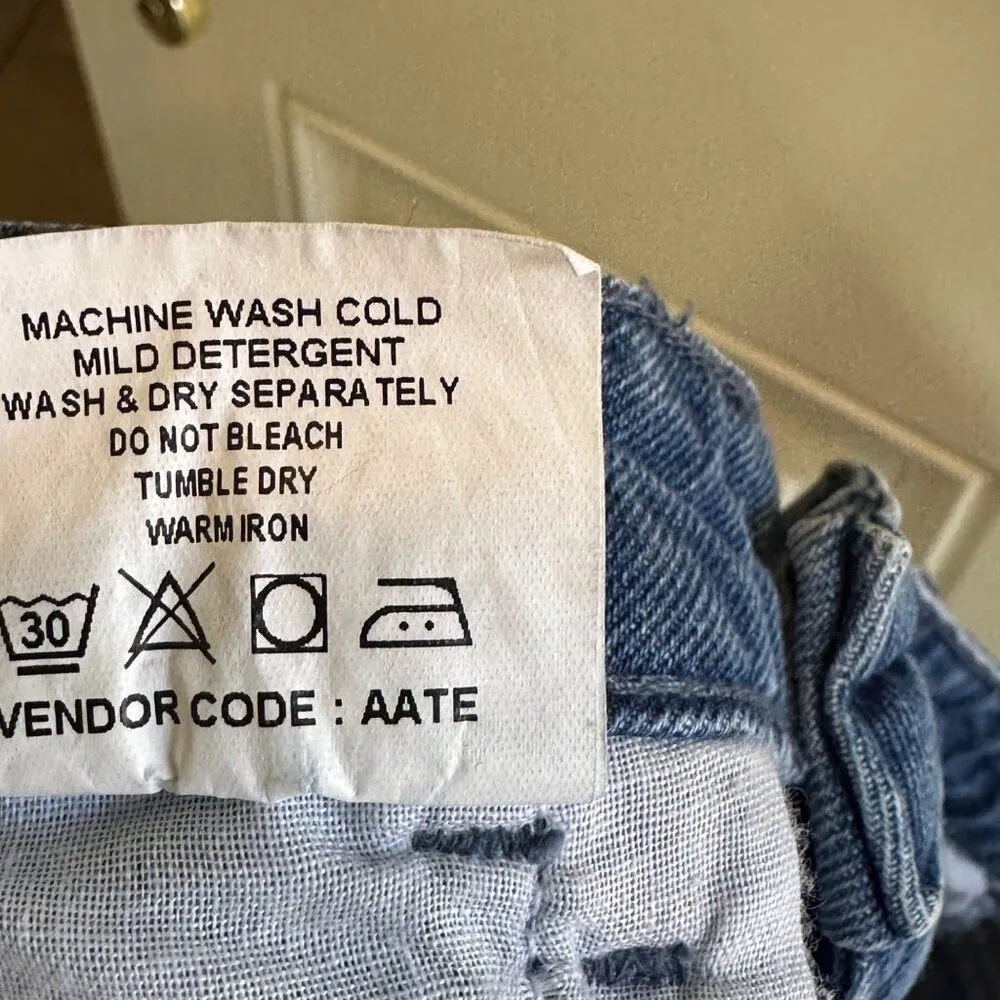 MACHINE WASH COLD
MILD DETERGENT
WASH & DRY SEPARATELY
DO NOT BLEACH
TUMBLE DRY
WARM IRON
30
VENDOR CODE : AATE